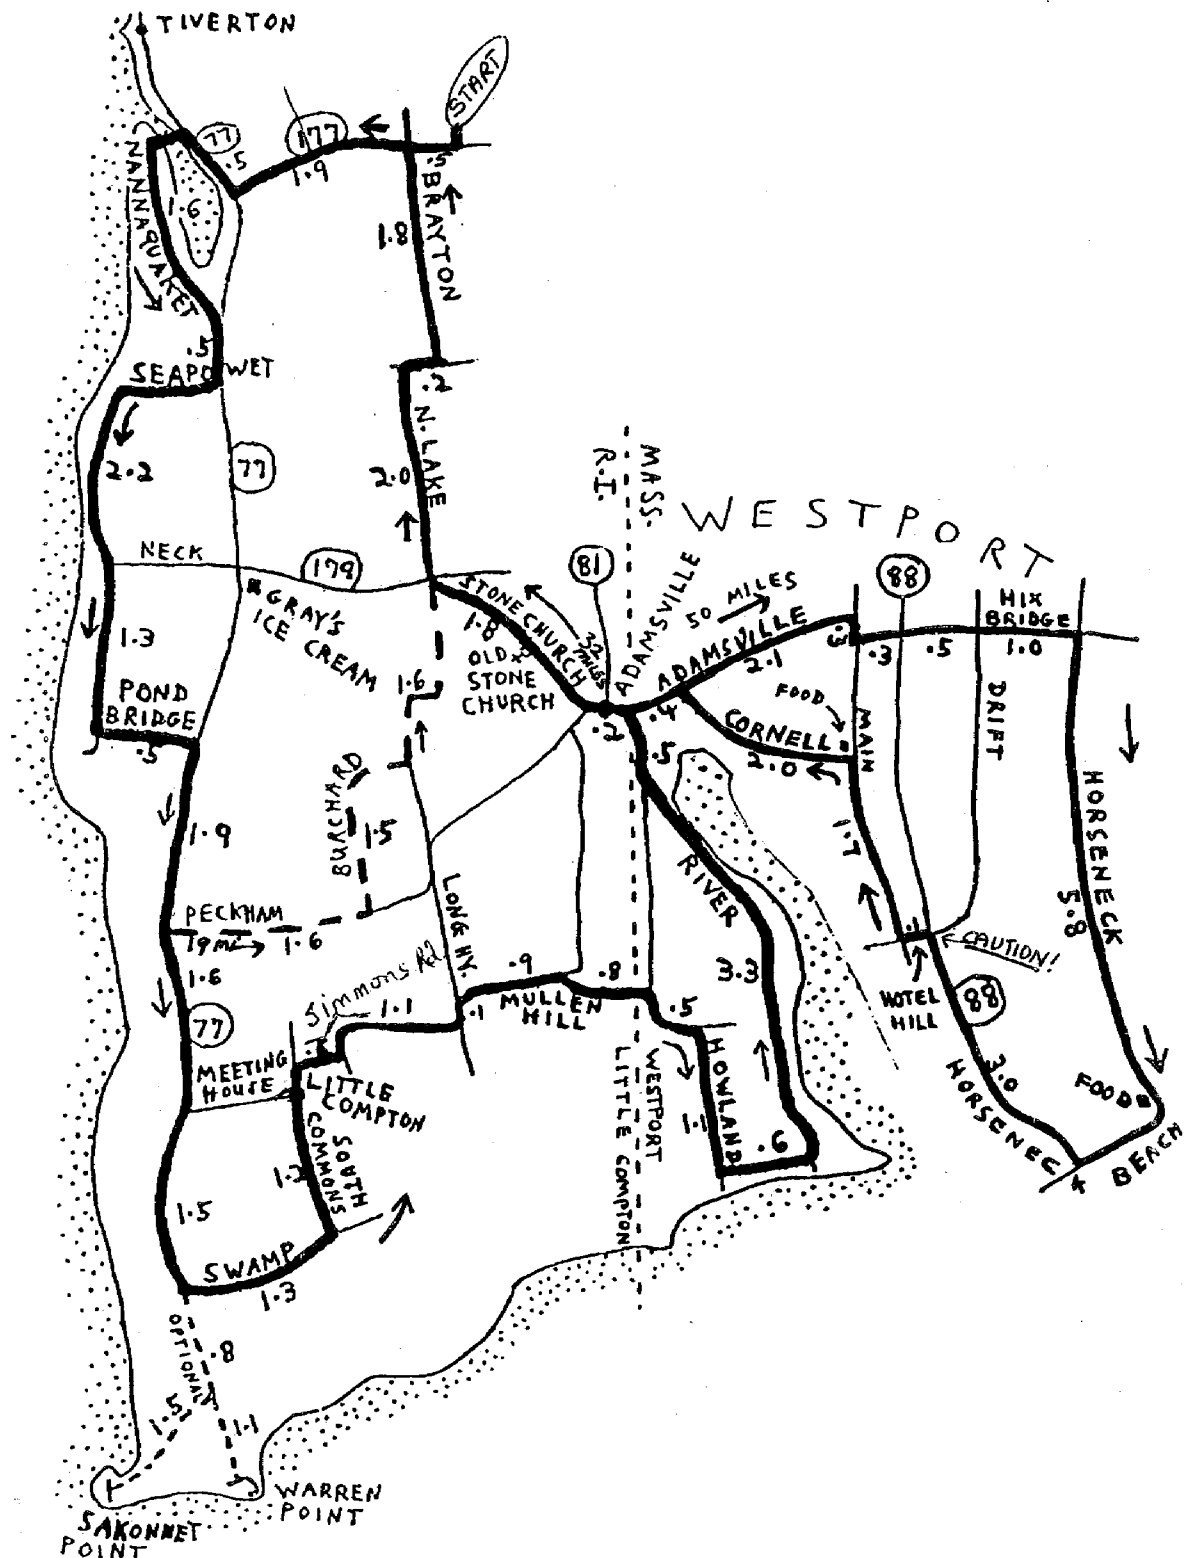 TIVERTON
START
77
177
.5
1.9
.5
NANNAQUAKET
1.6
BRAYTON
1.8
.5
SEAPOWET
.2
N. LAKE
2.0
2.2
77
MASS.
R.I.
WESTPORT
NECK
179
81
88
GRAY'S
ICE CREAM
STONE CHURCH
1.8
32
MILES
ADAMSVILLE
50 MILES
ADAMSVILLE
2.1
HIX
BRIDGE
.3
.3
.5
1.0
1.3
OLD
STONE
CHURCH
1.6
POND
BRIDGE
.5
.2
.4
FOOD
CORNELL
2.0
MAIN
DRIFT
.5
BURCHARD
1.5
1.9
1.7
HORSENECK
5.8
RIVER
3.3
PECKHAM
19 MI
1.6
1.6
LONG HY.
.1
CAUTION!
HOTEL
HILL
88
.9
.8
MULLEN
HILL
Simmons Rd.
1.1
.1
.5
77
MEETING
HOUSE
.1
LITTLE
COMPTON
HOWLAND
1.1
WESTPORT
LITTLE COMPTON
3.0
HORSENECK
FOOD
BEACH
.6
SOUTH
COMMONS
1.2
1.5
SWAMP
1.3
OPTIONAL
.8
1.5
1.1
WARREN
POINT
SAKONNET
POINT